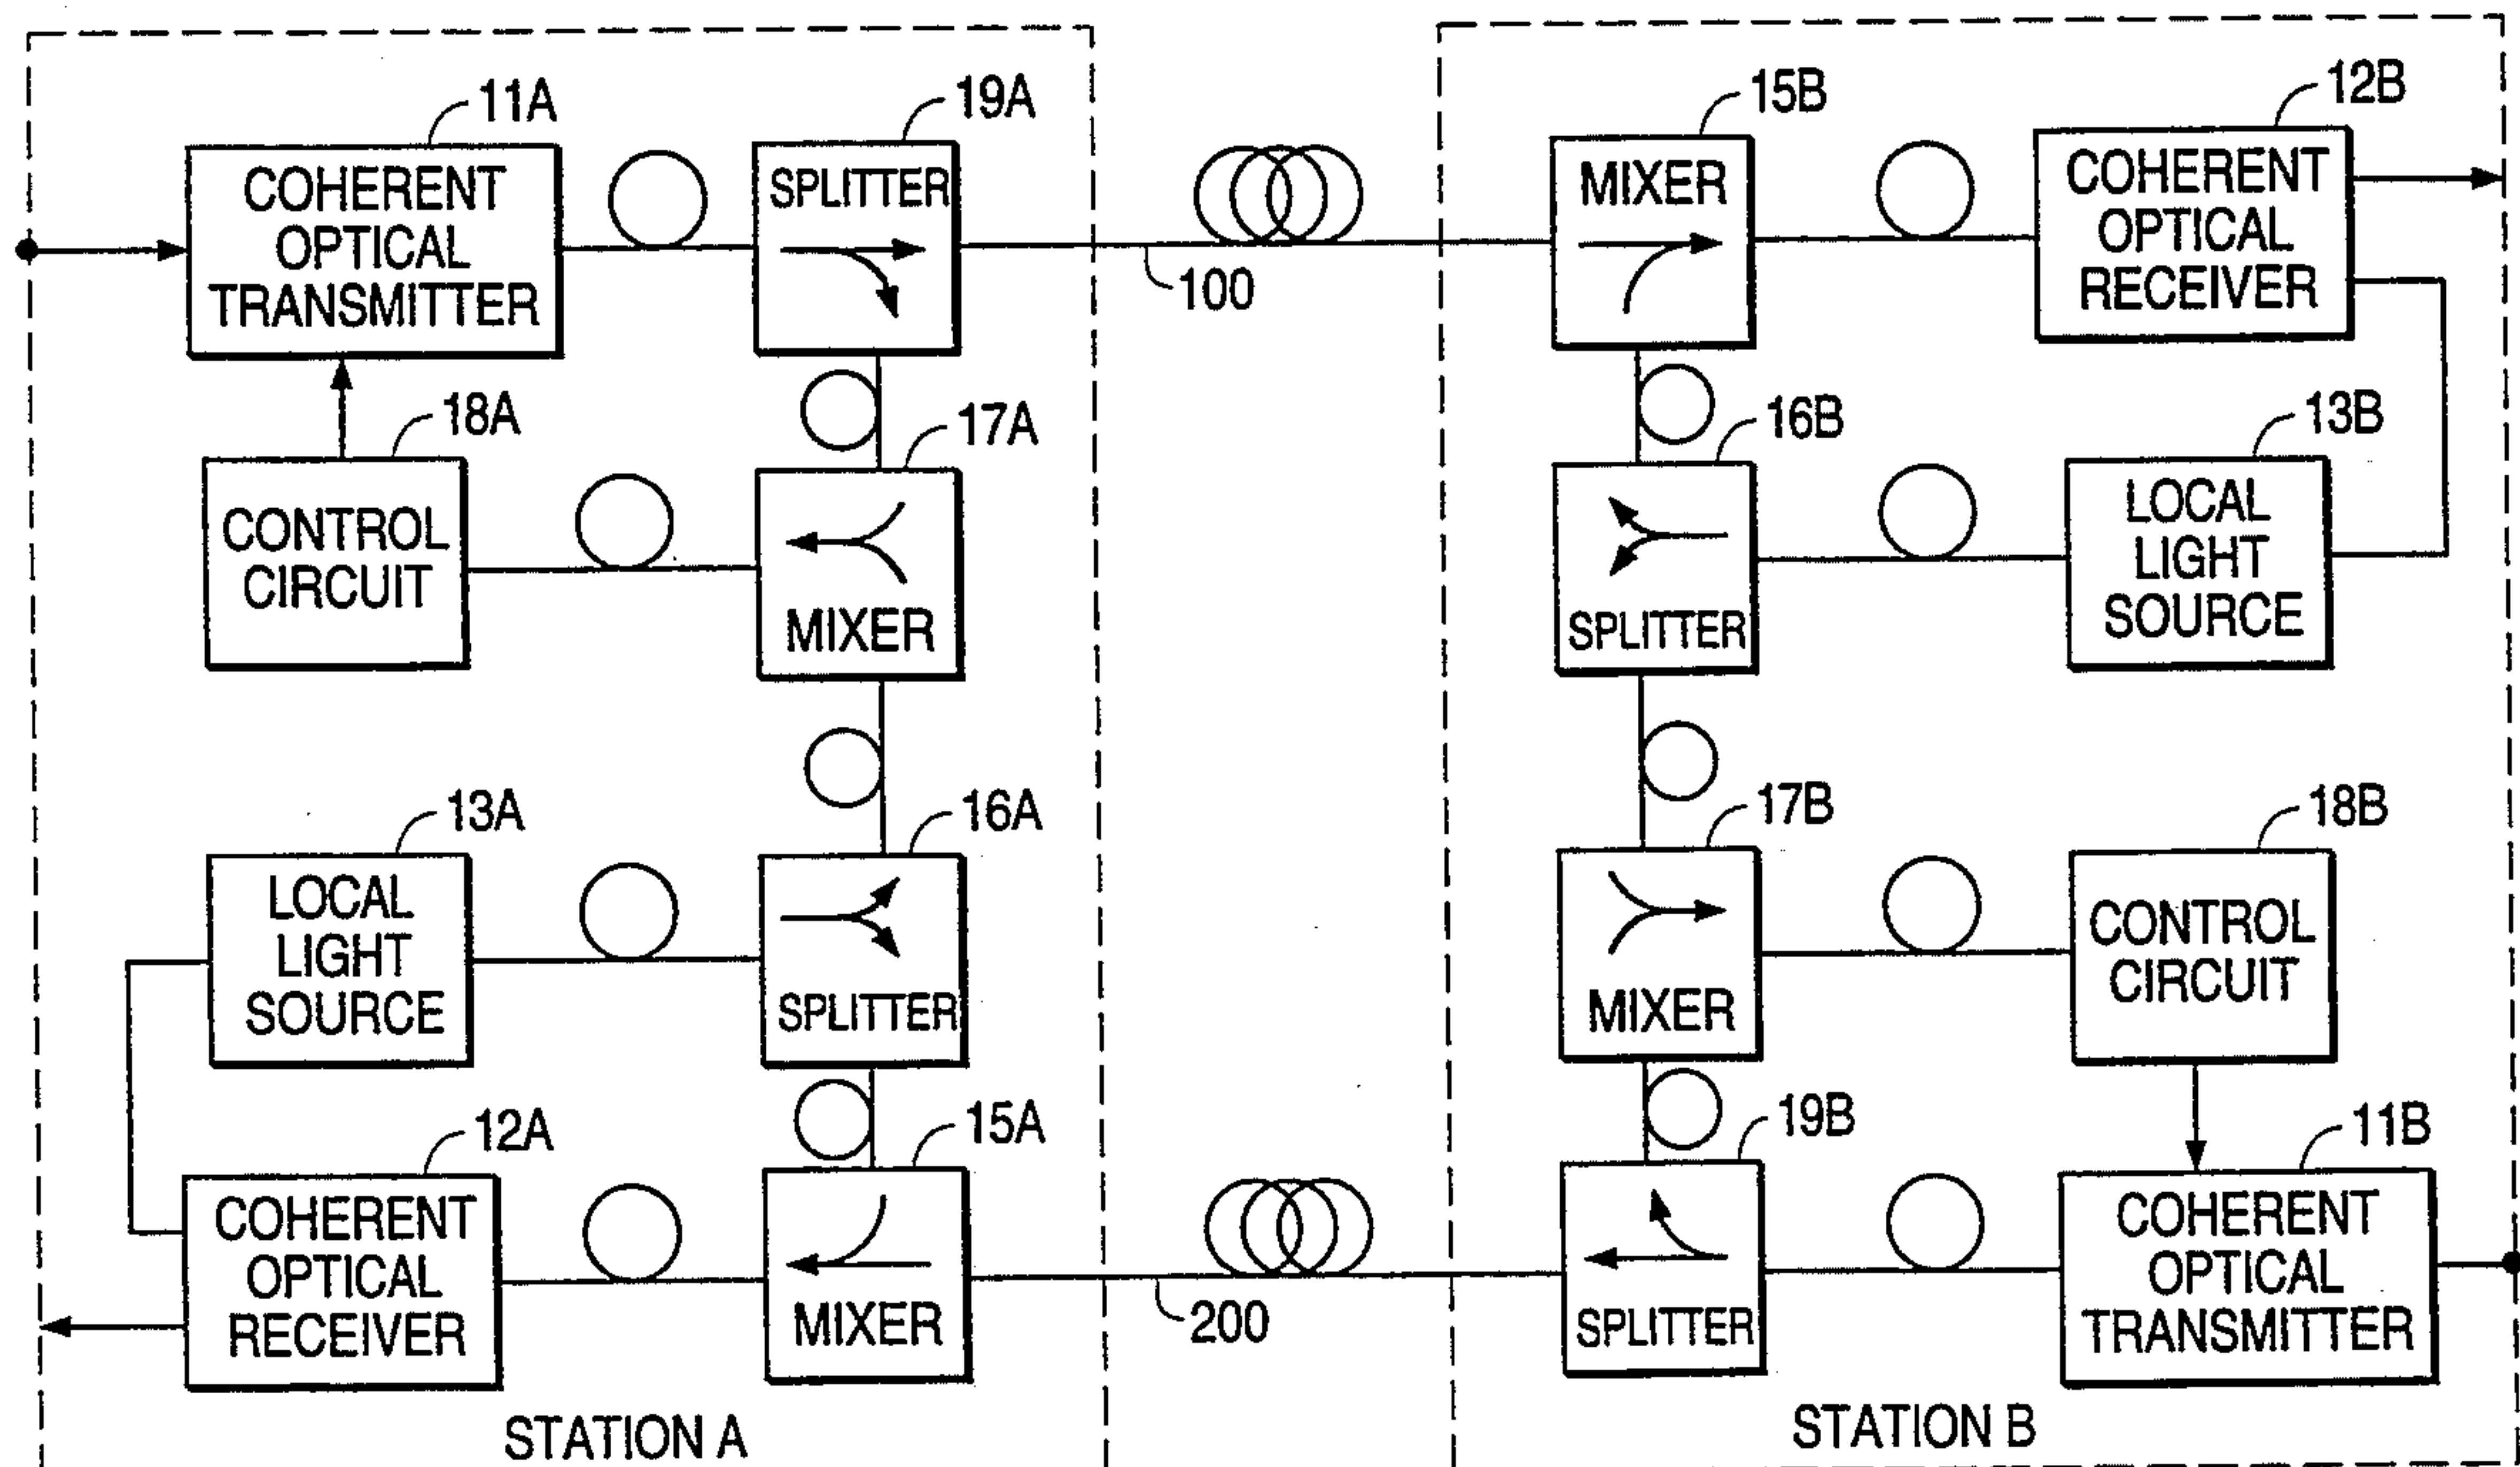 11A
19A
15B
12B
COHERENT
OPTICAL
TRANSMITTER
SPLITTER
MIXER
COHERENT
OPTICAL
RECEIVER
100
18A
17A
16B
13B
CONTROL
CIRCUIT
MIXER
SPLITTER
LOCAL
LIGHT
SOURCE
13A
16A
17B
18B
LOCAL
LIGHT
SOURCE
SPLITTER
MIXER
CONTROL
CIRCUIT
12A
15A
19B
11B
COHERENT
OPTICAL
RECEIVER
MIXER
200
SPLITTER
COHERENT
OPTICAL
TRANSMITTER
STATION A
STATION B